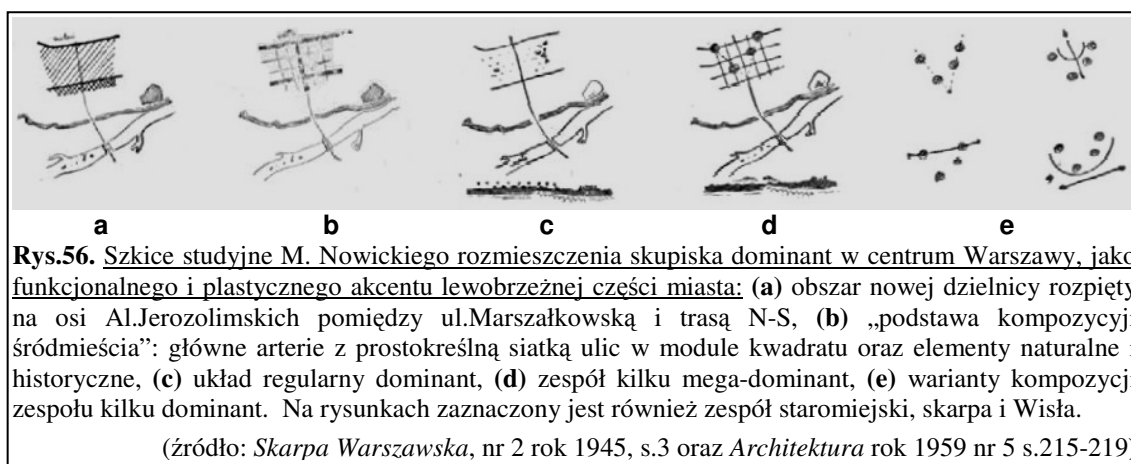 a b c d e
Rys.56. Szkice studyjne M. Nowickiego rozmieszczenia skupiska dominant w centrum Warszawy, jako
funkcjonalnego i plastycznego akcentu lewobrzeżnej części miasta: (a) obszar nowej dzielnicy rozpięty
na osi Al.Jerozolimskich pomiędzy ul.Marszałkowską i trasą N-S, (b) „podstawa kompozycyji
śródmieścia”: główne arterie z prostokreślną siatką ulic w module kwadratu oraz elementy naturalne i
historyczne, (c) układ regularny dominant, (d) zespół kilku mega-dominant, (e) warianty kompozycji
zespołu kilku dominant. Na rysunkach zaznaczony jest również zespół staromiejski, skarpa i Wisła.
(źródło: Skarpa Warszawska, nr 2 rok 1945, s.3 oraz Architektura rok 1959 nr 5 s.215-219)